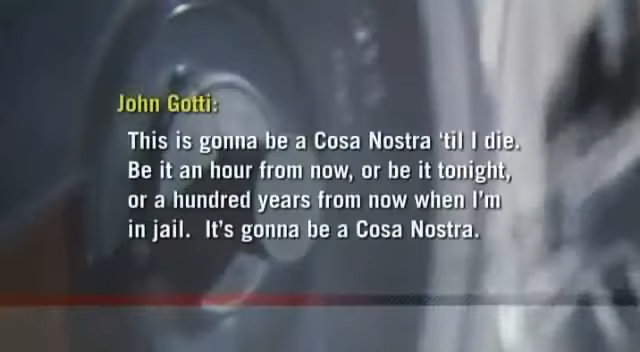 John Gotti:
This is gonna be a Cosa Nostra ‘til I die.
Be it an hour from now, or be it tonight,
or a hundred years from now when I’m
in jail.  It’s gonna be a Cosa Nostra.